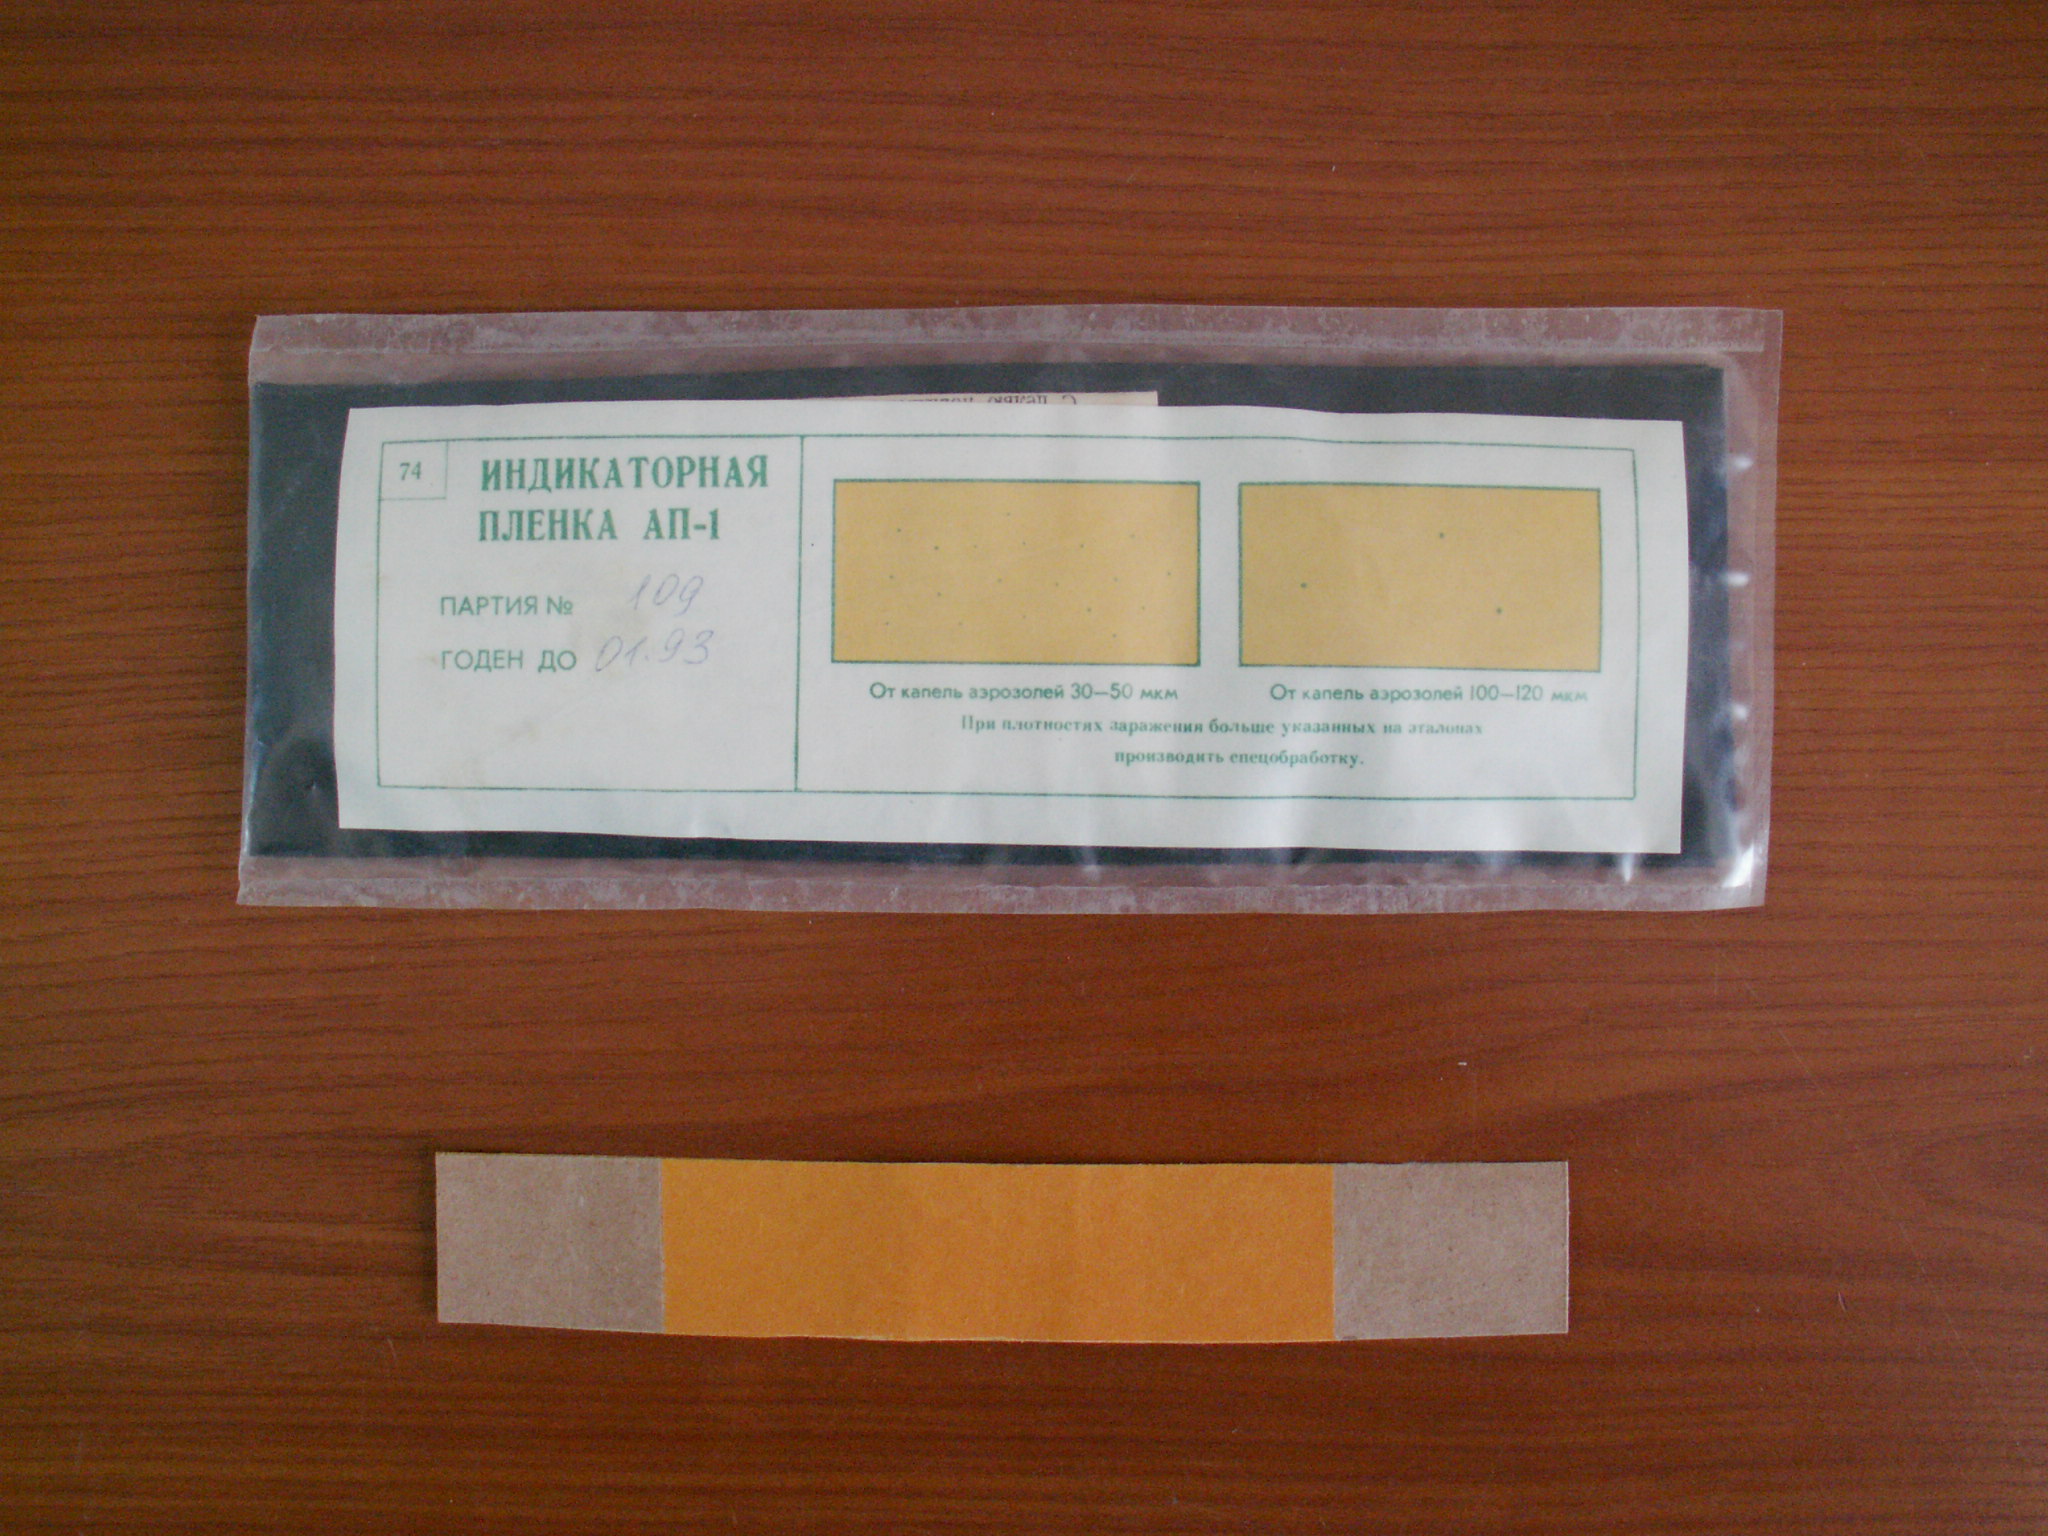 С целью
74
ИНДИКАТОРНАЯ
ПЛЕНКА АП-1
ПАРТИЯ № 109
ГОДЕН ДО 01.93
От капель аэрозолей 30—50 мкм
От капель аэрозолей 100—120 мкм
При плотностях заражения больше указанных на эталонах
производить спецобработку.